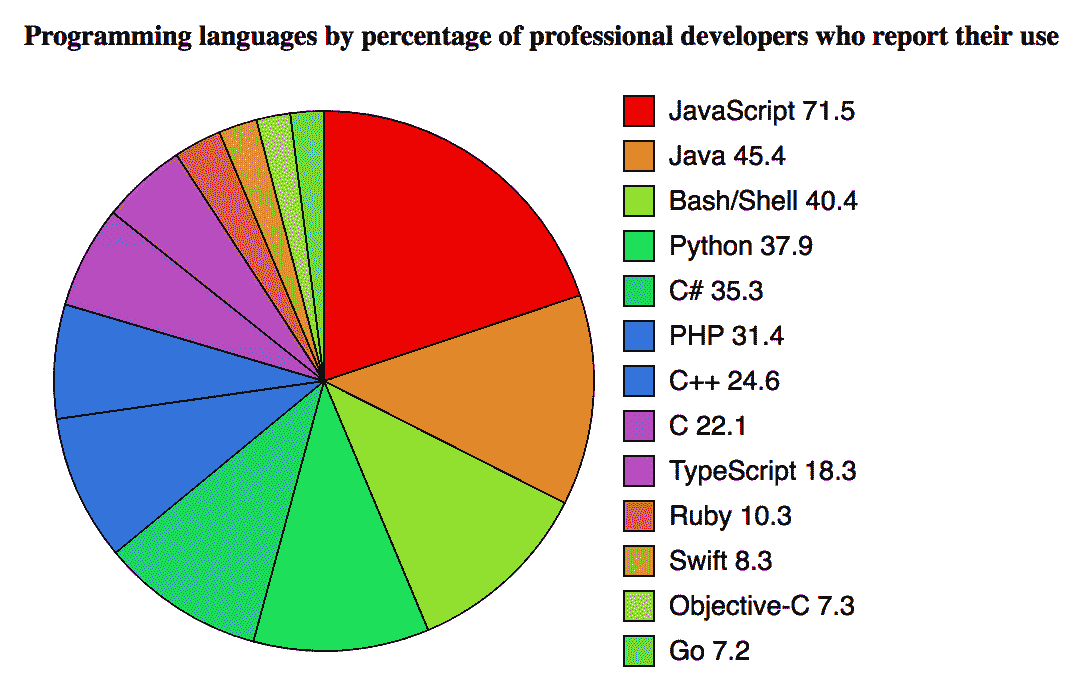 Programming languages by percentage of professional developers who report their use
JavaScript 71.5
Java 45.4
Bash/Shell 40.4
Python 37.9
C# 35.3
PHP 31.4
C++ 24.6
C 22.1
TypeScript 18.3
Ruby 10.3
Swift 8.3
Objective-C 7.3
Go 7.2